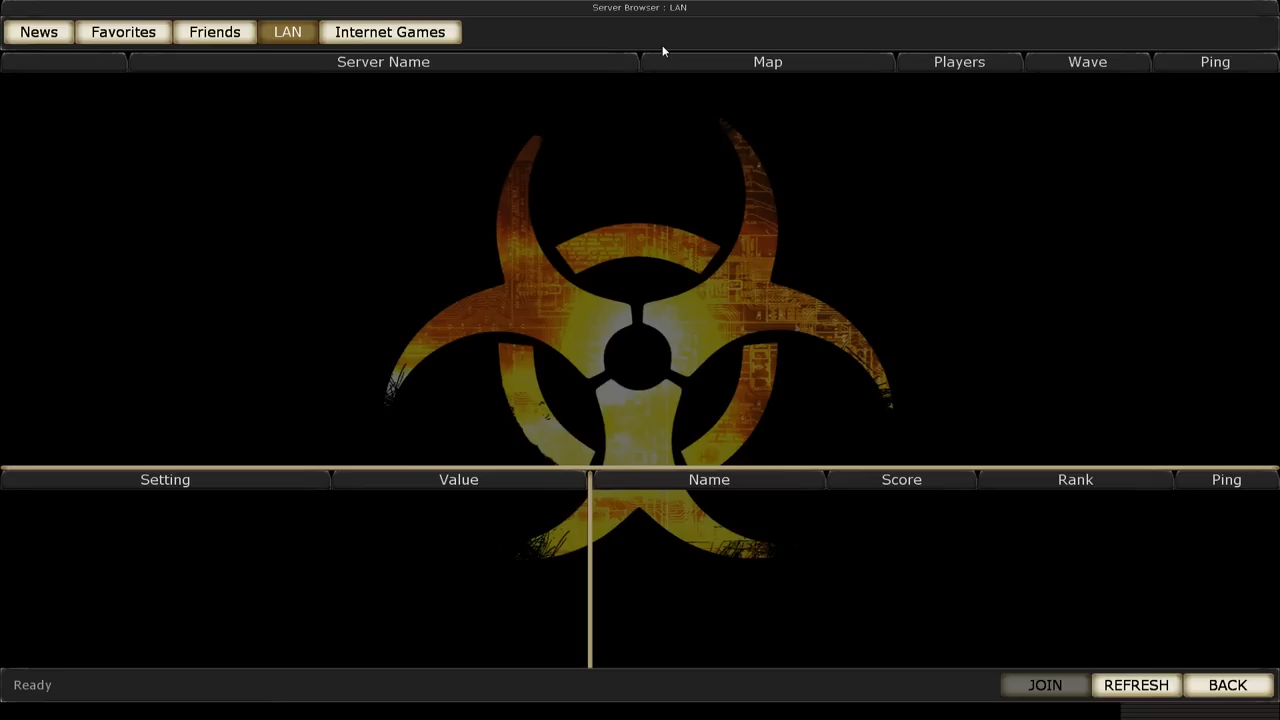 Server Browser : LAN
News Favorites Friends LAN Internet Games
Server Name Map Players Wave Ping
Setting Value Name Score Rank Ping
Ready JOIN REFRESH BACK